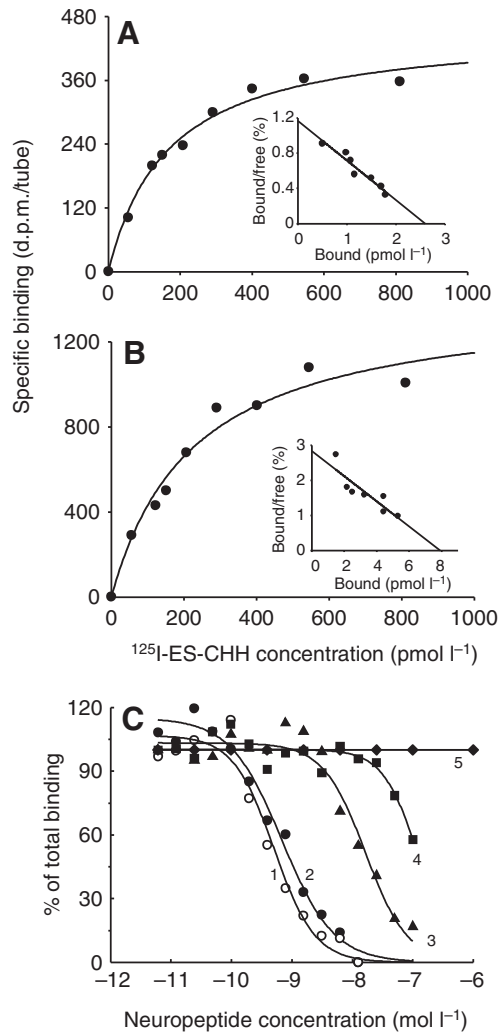 A
Specific binding (d.p.m./tube)
480
360
240
120
0
0 200 400 600 800 1000
Bound/free (%)
1.2
0.8
0.4
0
0 1 2 3
Bound (pmol l⁻¹)
B
1200
800
400
0
0 200 400 600 800 1000
Bound/free (%)
3
2
1
0
0 2 4 6 8
Bound (pmol l⁻¹)
¹²⁵I-ES-CHH concentration (pmol l⁻¹)
C
% of total binding
120
90
60
30
0
1
2
3
4
5
−12 −11 −10 −9 −8 −7 −6
Neuropeptide concentration (mol l⁻¹)